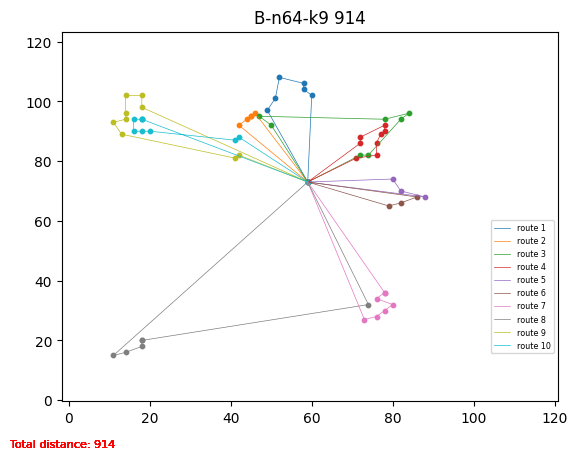 B-n64-k9 914
120
100
80
60
40
20
0
0 20 40 60 80 100 120
route 1
route 2
route 3
route 4
route 5
route 6
route 7
route 8
route 9
route 10
Total distance: 914